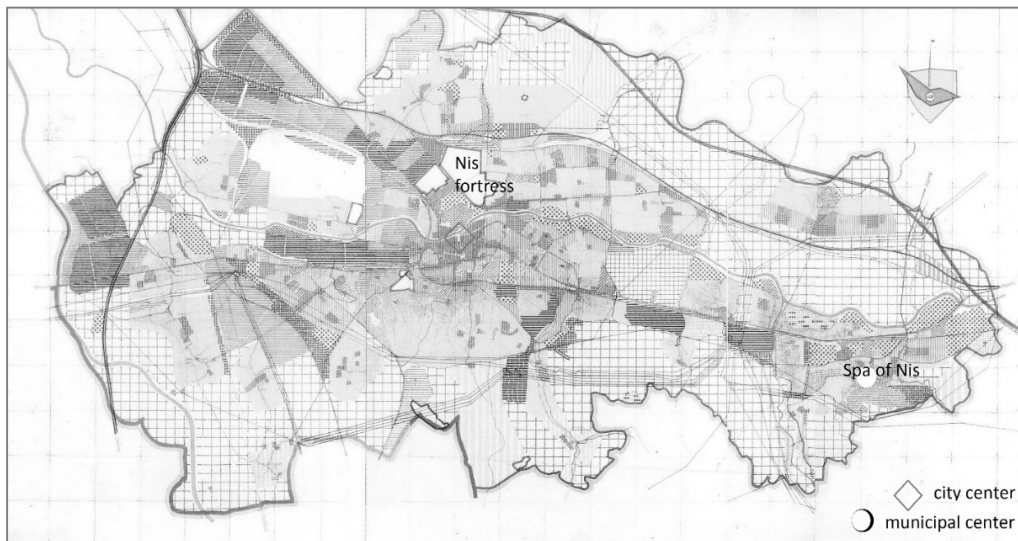 Nis
fortress
Spa of Nis
city center
municipal center